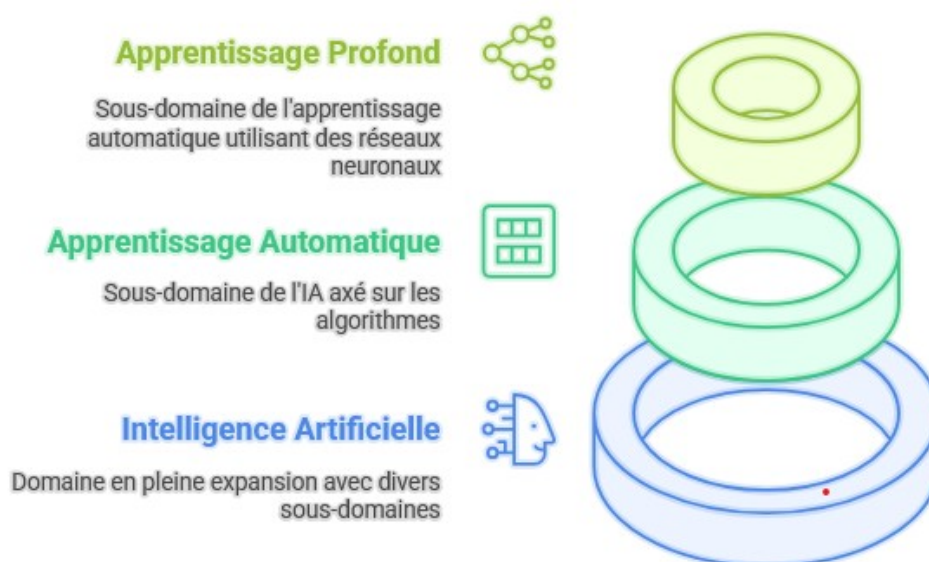 Apprentissage Profond
Sous-domaine de l'apprentissage
automatique utilisant des réseaux
neuronaux
Apprentissage Automatique
Sous-domaine de l'IA axé sur les
algorithmes
Intelligence Artificielle
Domaine en pleine expansion avec divers
sous-domaines